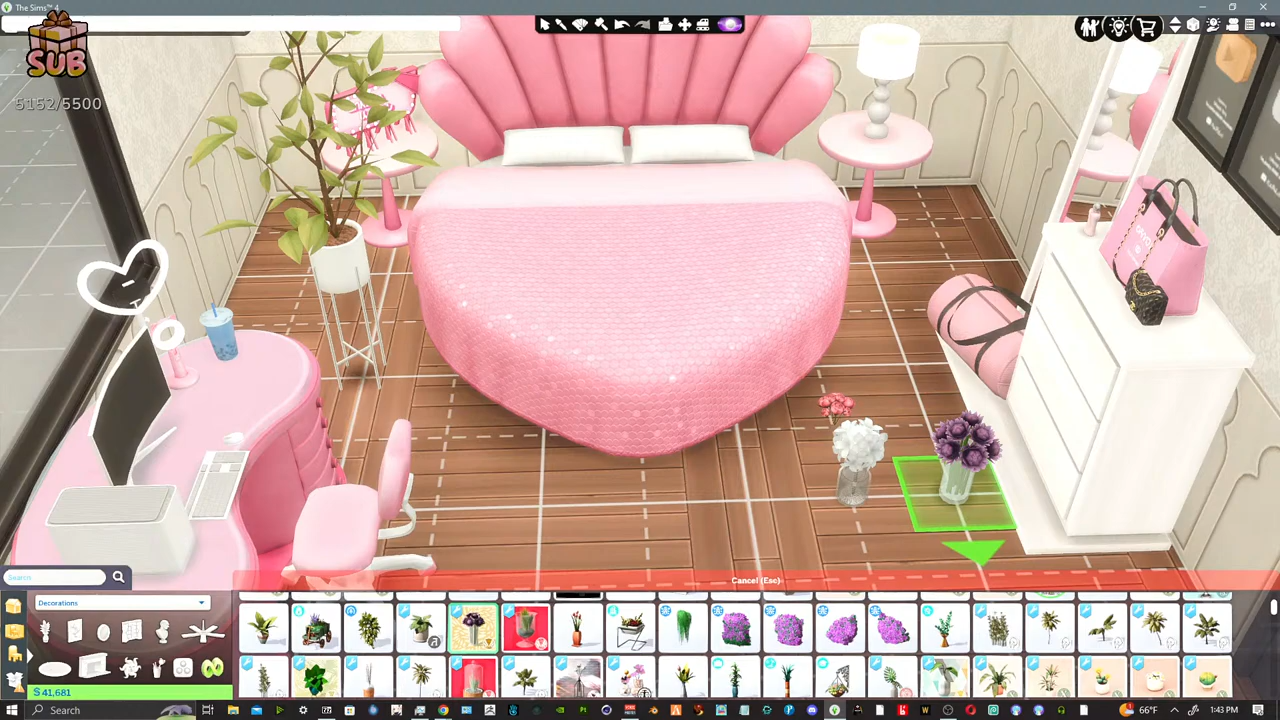 The Sims™ 4
SUB
5152/5500
Cancel (Esc)
Search
Decorations
$ 41,681
Search
66°F
1:43 PM